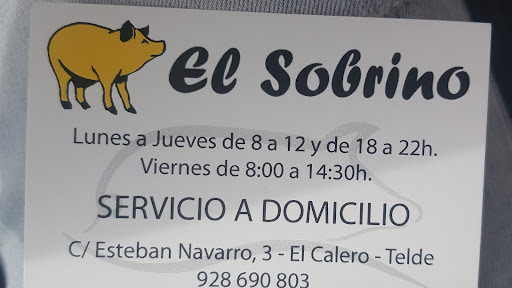 El Sobrino
Lunes a Jueves de 8 a 12 y de 18 a 22h.
Viernes de 8:00 a 14:30h.
SERVICIO A DOMICILIO
C/ Esteban Navarro, 3 - El Calero - Telde
928 690 803